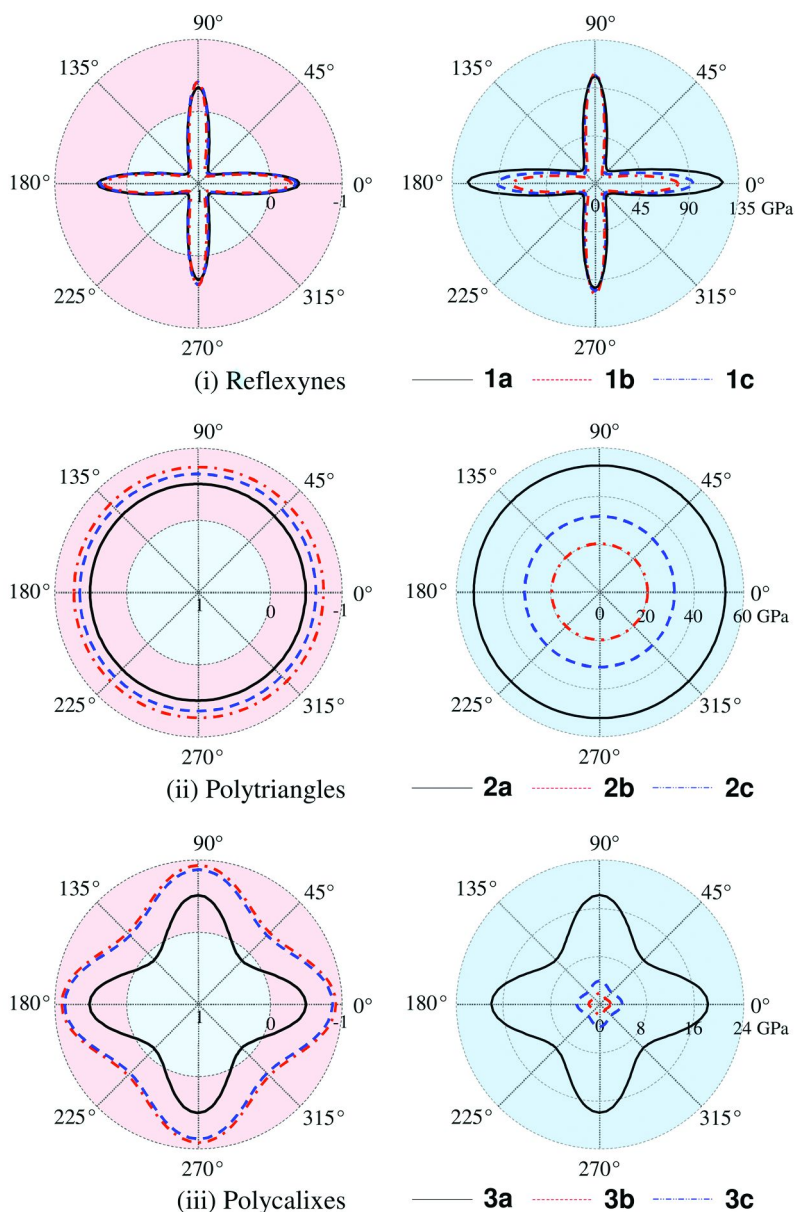 90° 90°
135° 45° 135° 45°
180° 0° 180° 0°
1 0 -1 0 45 90 135 GPa
225° 315° 225° 315°
270° 270°
(i) Reflexynes 1a 1b 1c
90° 90°
135° 45° 135° 45°
180° 0° 180° 0°
1 0 -1 0 20 40 60 GPa
225° 315° 225° 315°
270° 270°
(ii) Polytriangles 2a 2b 2c
90° 90°
135° 45° 135° 45°
180° 0° 180° 0°
1 0 -1 0 8 16 24 GPa
225° 315° 225° 315°
270° 270°
(iii) Polycalixes 3a 3b 3c